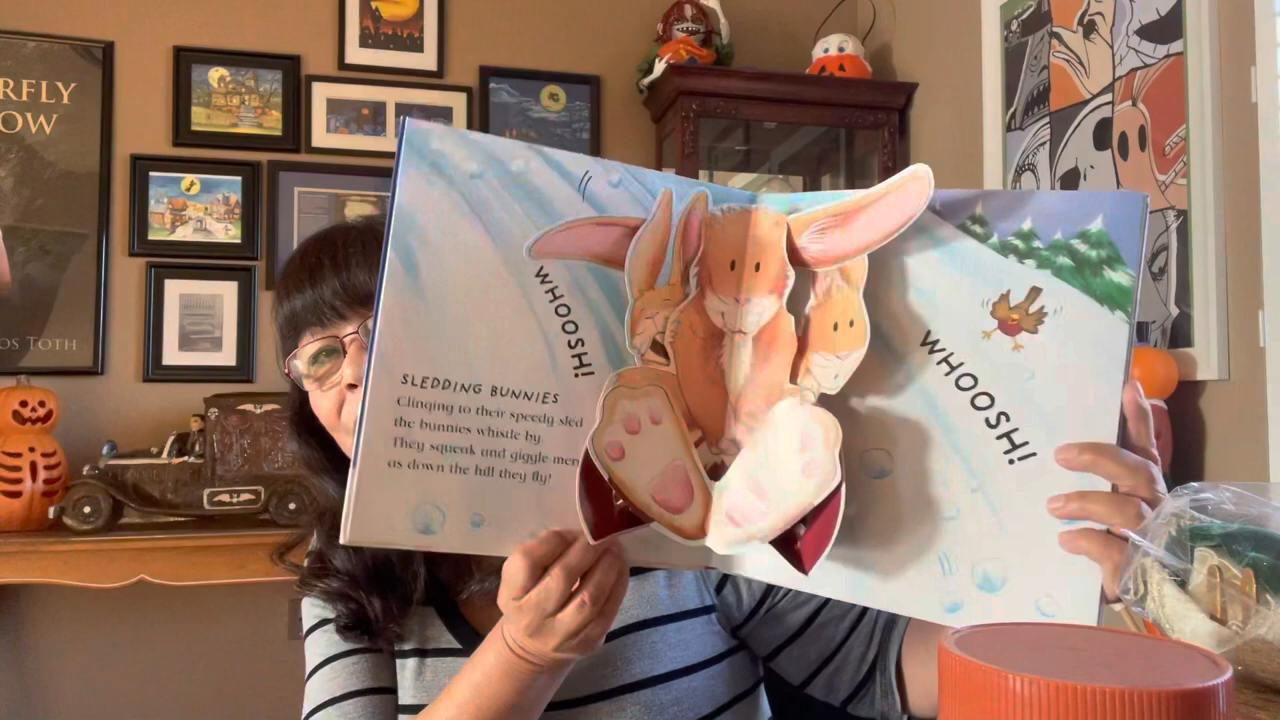 RFLY
OW
OS TOTH
WHOOSH!
SLEDDING BUNNIES
Clinging to their speedy sled
the bunnies whistle by.
They squeak and giggle mer
as down the hill they fly!
WHOOSH!